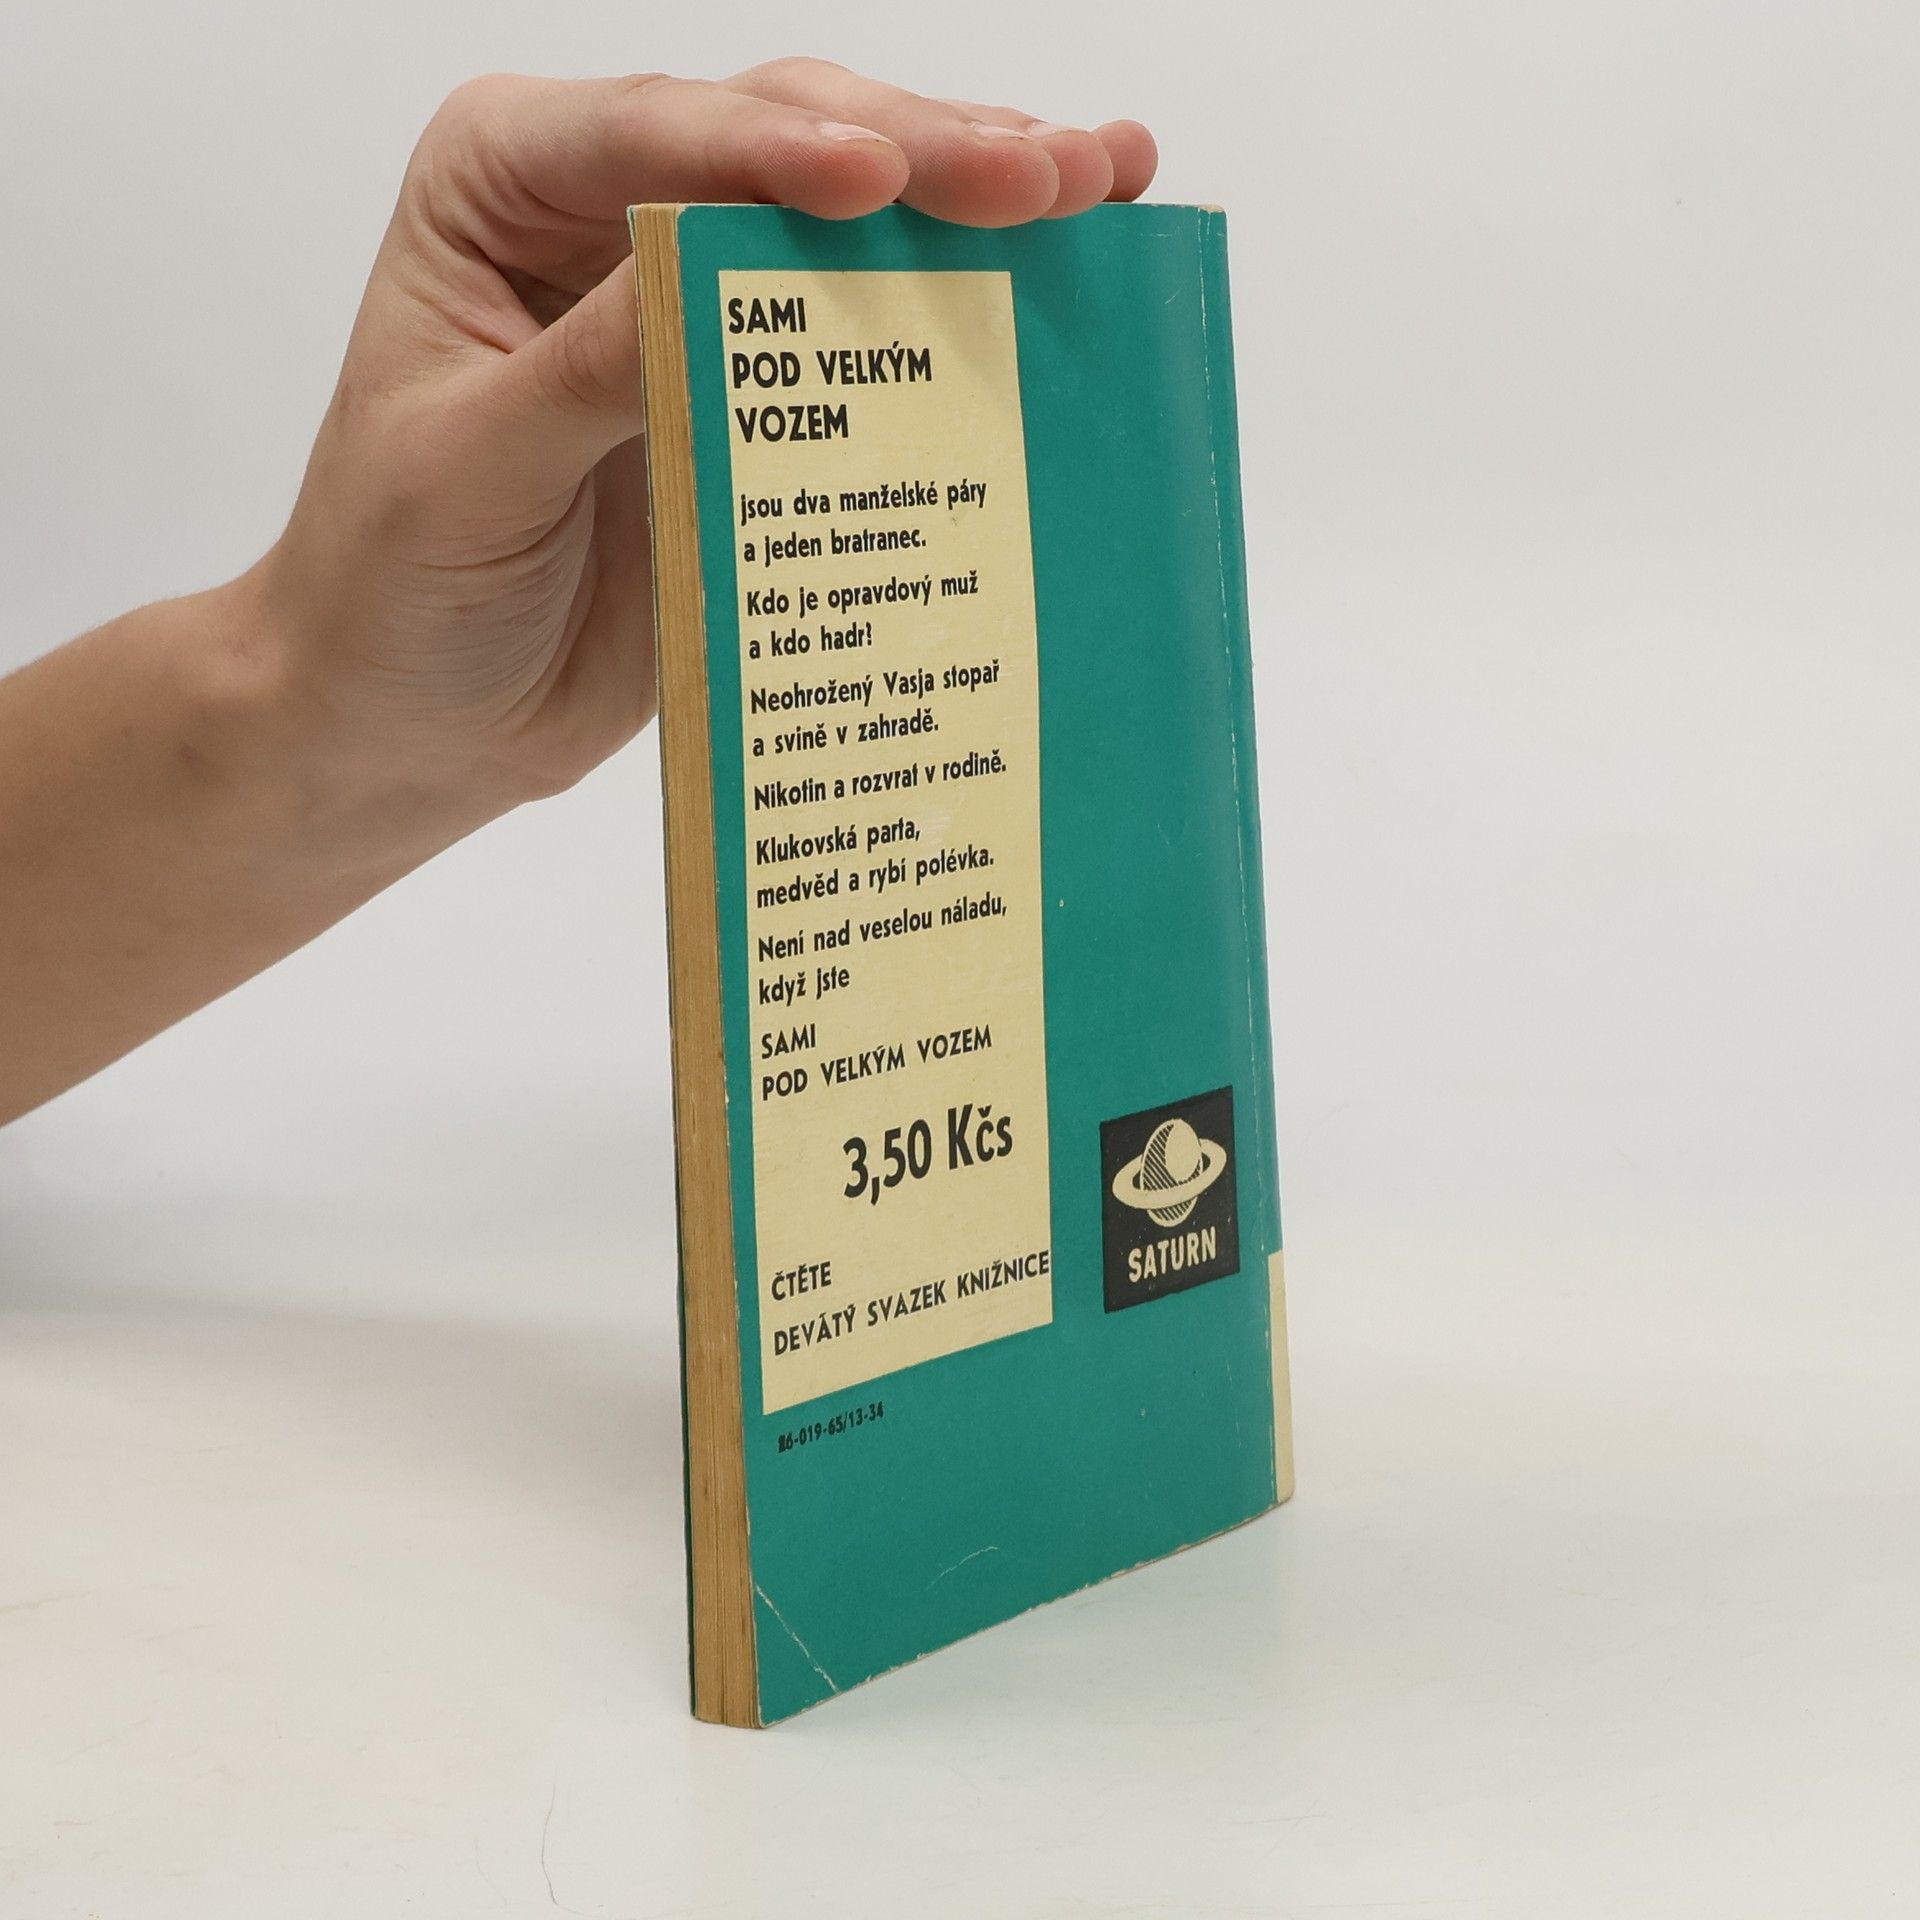 SAMI
POD VELKÝM
VOZEM
jsou dva manželské páry
a jeden bratranec.
Kdo je opravdový muž
a kdo hadr?
Neohrožený Vasja stopař
a svině v zahradě.
Nikotin a rozvrat v rodině.
Klukovská parta,
medvěd a rybí polévka.
Není nad veselou náladu,
když jste
SAMI
POD VELKÝM VOZEM
3,50 Kčs
ČTĚTE
DEVÁTÝ SVAZEK KNIŽNICE
SATURN
26-019-65/13-34